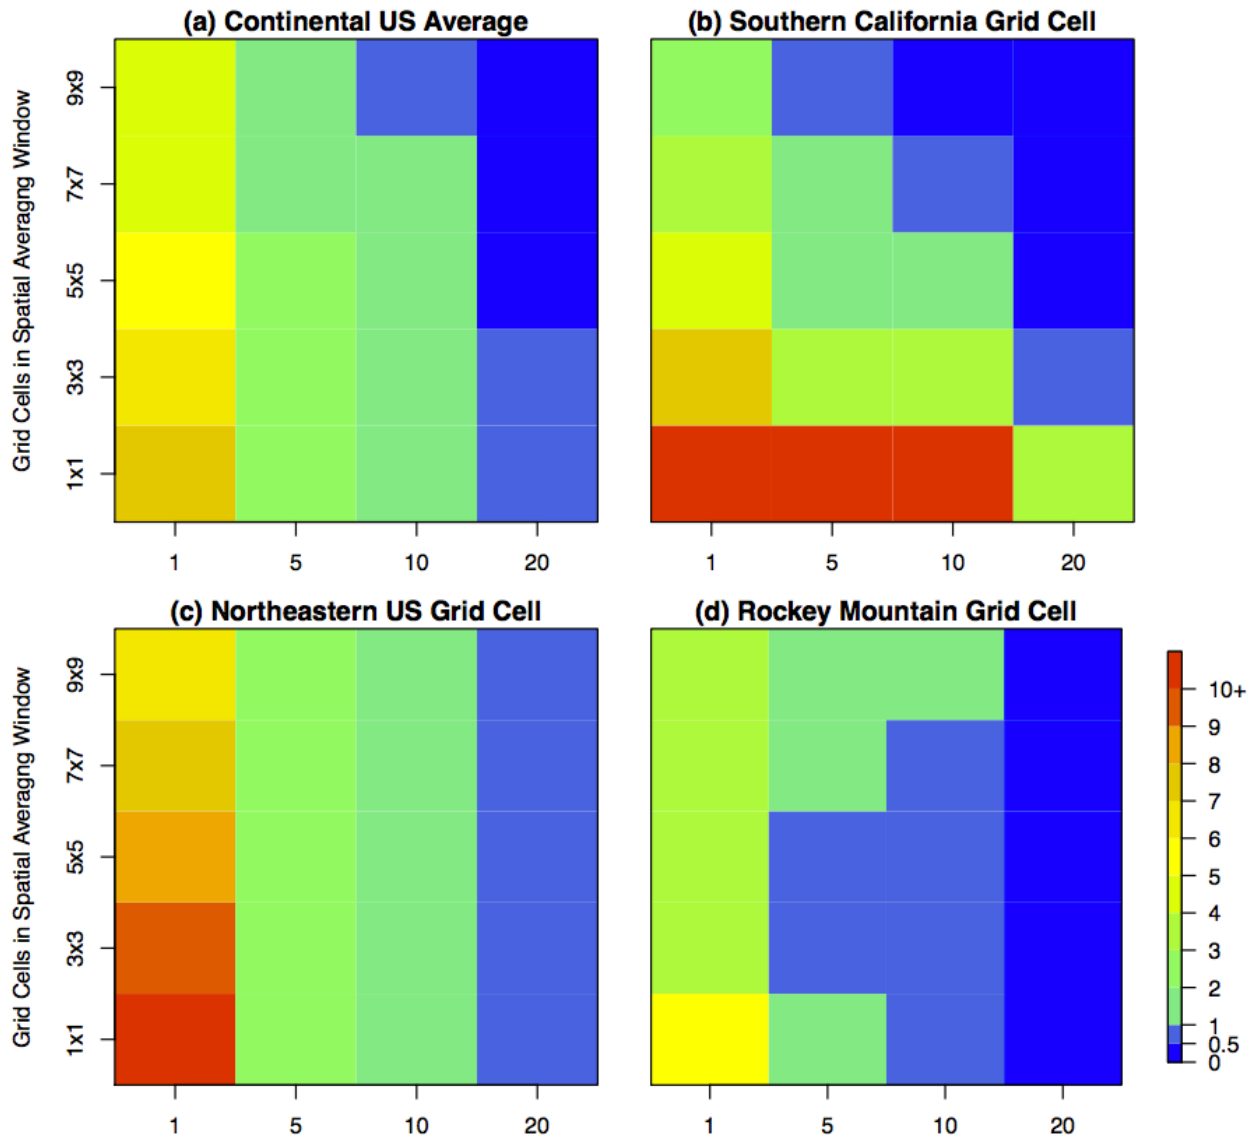 (a) Continental US Average
(b) Southern California Grid Cell
Grid Cells in Spatial Averagng Window
9x9
7x7
5x5
3x3
1x1
1 5 10 20
1 5 10 20
(c) Northeastern US Grid Cell
(d) Rockey Mountain Grid Cell
Grid Cells in Spatial Averagng Window
9x9
7x7
5x5
3x3
1x1
1 5 10 20
1 5 10 20
10+
9
8
7
6
5
4
3
2
1
0.5
0